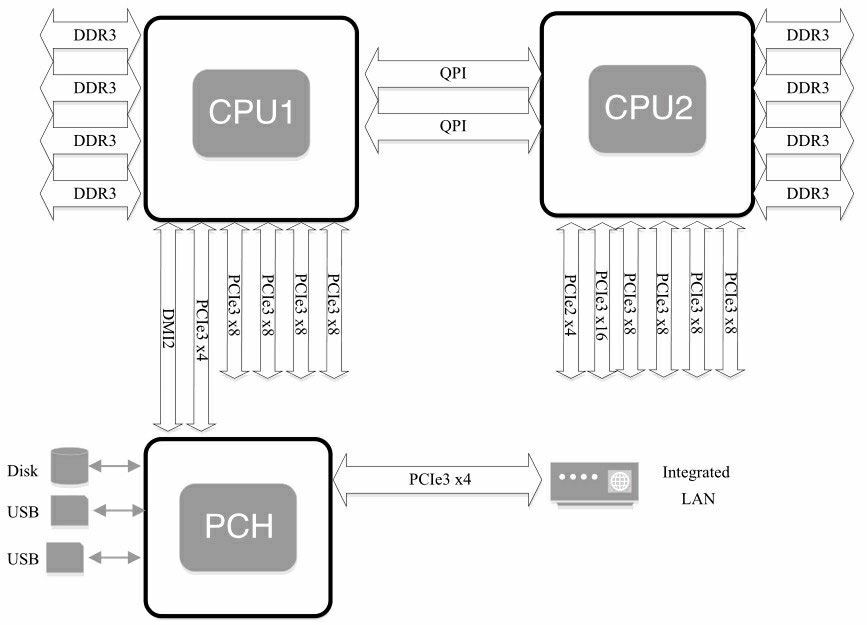 DDR3
DDR3
DDR3
DDR3
CPU1
QPI
QPI
CPU2
DDR3
DDR3
DDR3
DDR3
DMI2
PCIe3 x4
PCIe3 x8
PCIe3 x8
PCIe3 x8
PCIe3 x8
PCIe2 x4
PCIe3 x16
PCIe3 x8
PCIe3 x8
PCIe3 x8
PCIe3 x8
Disk
USB
USB
PCH
PCIe3 x4
Integrated
LAN